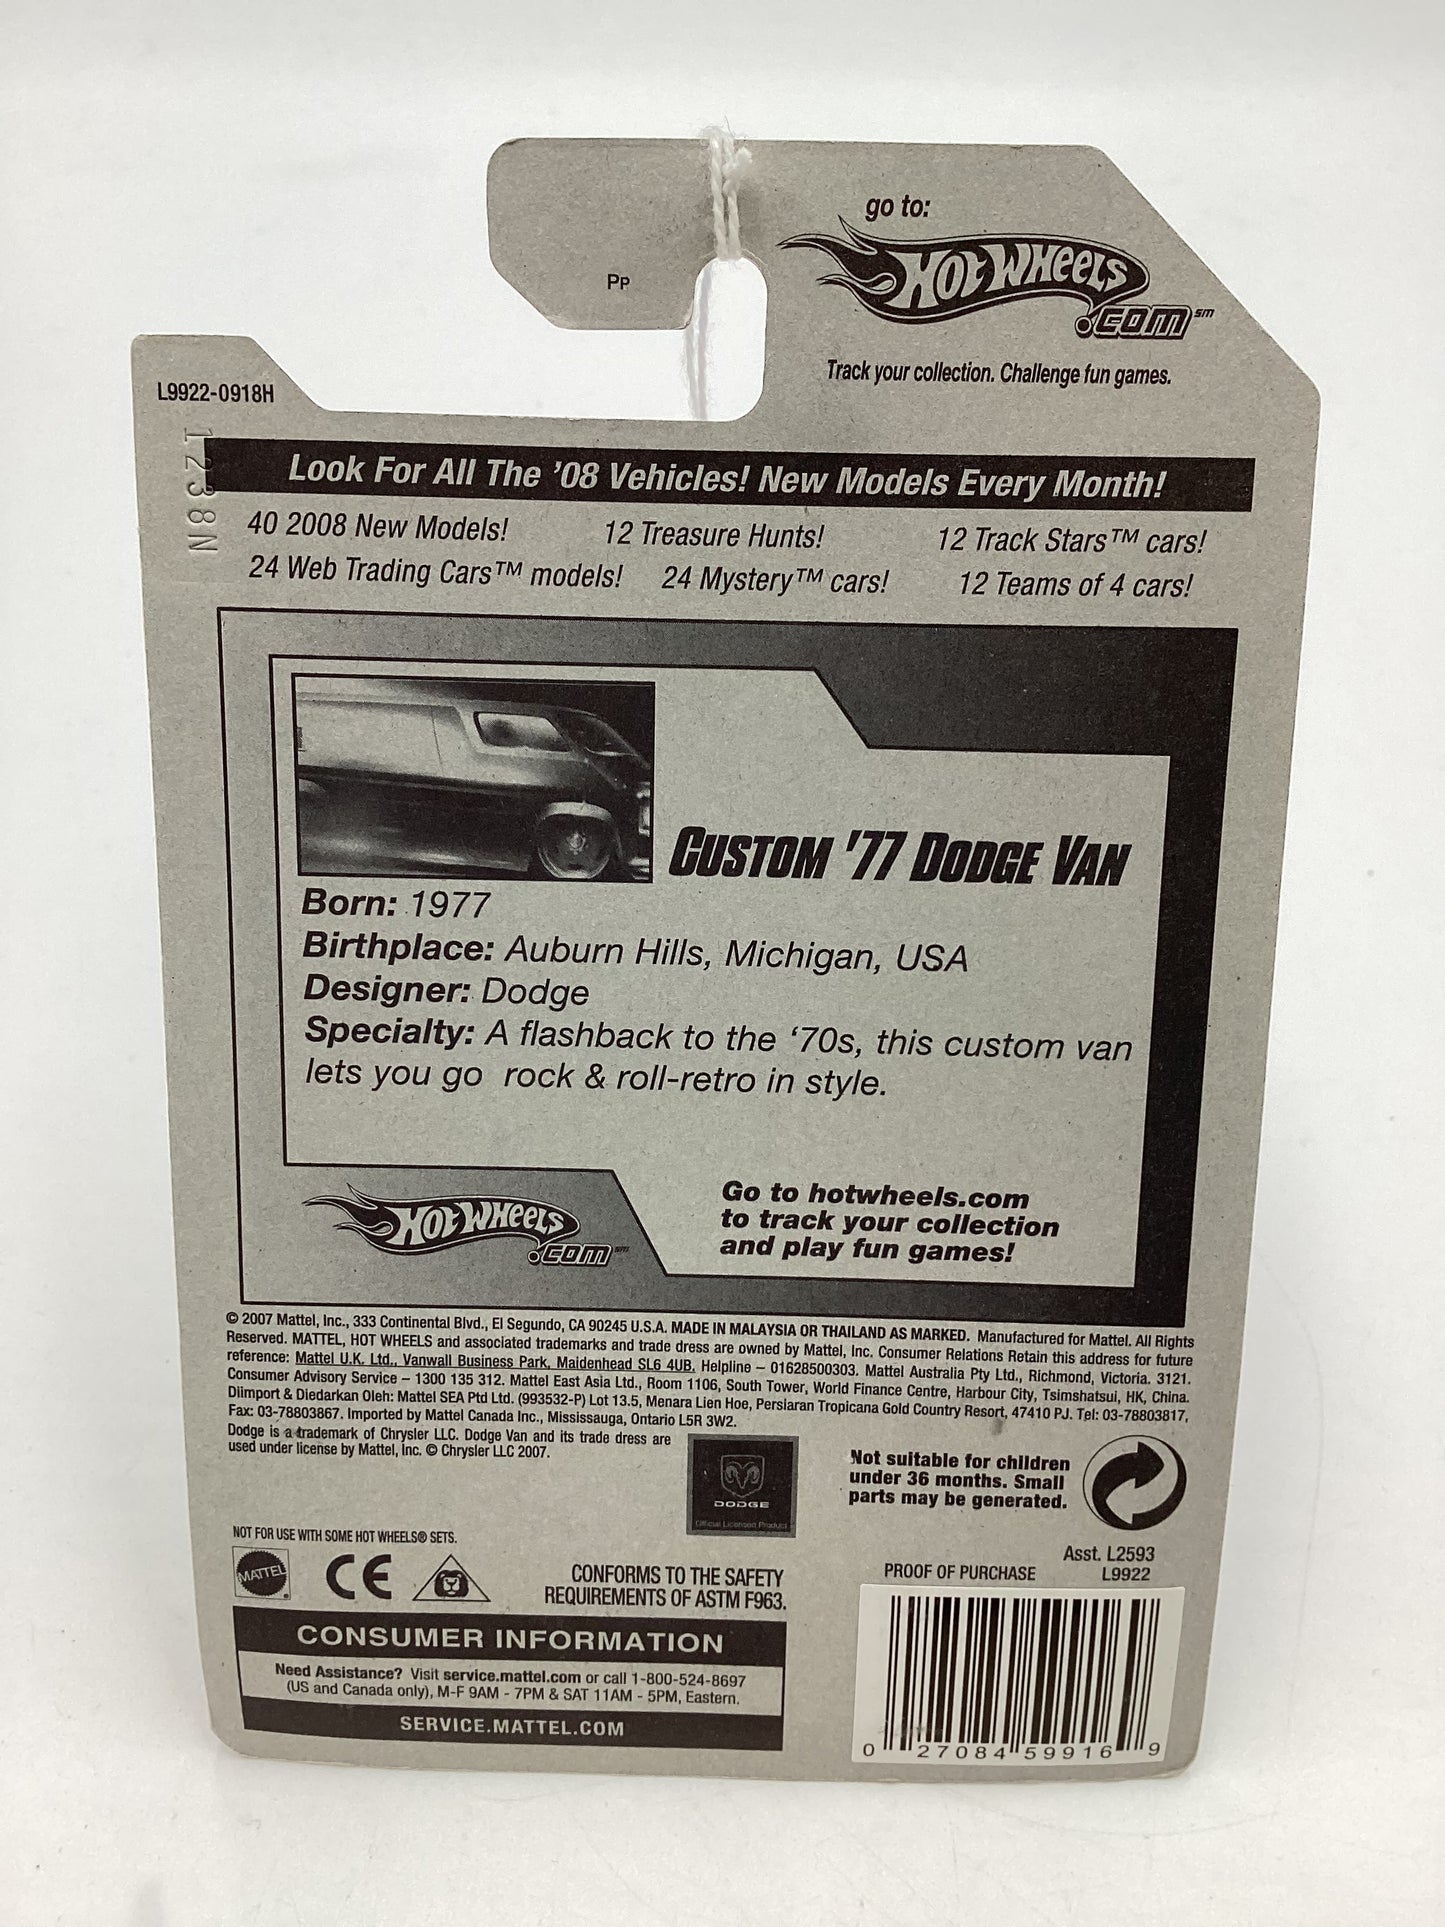 Pp
go to:
HOT WHEELS
.COM℠
Track your collection. Challenge fun games.
L9922-0918H
1238N
Look For All The '08 Vehicles! New Models Every Month!
40 2008 New Models! 12 Treasure Hunts! 12 Track Stars™ cars!
24 Web Trading Cars™ models! 24 Mystery™ cars! 12 Teams of 4 cars!
CUSTOM '77 DODGE VAN
Born: 1977
Birthplace: Auburn Hills, Michigan, USA
Designer: Dodge
Specialty: A flashback to the '70s, this custom van
lets you go rock & roll-retro in style.
HOT WHEELS
.COM℠
Go to hotwheels.com
to track your collection
and play fun games!
© 2007 Mattel, Inc., 333 Continental Blvd., El Segundo, CA 90245 U.S.A. MADE IN MALAYSIA OR THAILAND AS MARKED. Manufactured for Mattel. All Rights
Reserved. MATTEL, HOT WHEELS and associated trademarks and trade dress are owned by Mattel, Inc. Consumer Relations Retain this address for future
reference: Mattel U.K. Ltd., Vanwall Business Park, Maidenhead SL6 4UB. Helpline – 01628500303. Mattel Australia Pty Ltd., Richmond, Victoria. 3121.
Consumer Advisory Service – 1300 135 312. Mattel East Asia Ltd., Room 1106, South Tower, World Finance Centre, Harbour City, Tsimshatsui, HK, China.
Diimport & Diedarkan Oleh: Mattel SEA Ptd Ltd. (993532-P) Lot 13.5, Menara Lien Hoe, Persiaran Tropicana Gold Country Resort, 47410 PJ. Tel: 03-78803817,
Fax: 03-78803867. Imported by Mattel Canada Inc., Mississauga, Ontario L5R 3W2.
Dodge is a trademark of Chrysler LLC. Dodge Van and its trade dress are
used under license by Mattel, Inc. © Chrysler LLC 2007.
DODGE
Official Licensed Product
Not suitable for children
under 36 months. Small
parts may be generated.
NOT FOR USE WITH SOME HOT WHEELS® SETS.
MATTEL®
CE
CONFORMS TO THE SAFETY
REQUIREMENTS OF ASTM F963.
CONSUMER INFORMATION
Need Assistance? Visit service.mattel.com or call 1-800-524-8697
(US and Canada only), M-F 9AM - 7PM & SAT 11AM - 5PM, Eastern.
SERVICE.MATTEL.COM
Asst. L2593
PROOF OF PURCHASE L9922
0 27084 59916 9